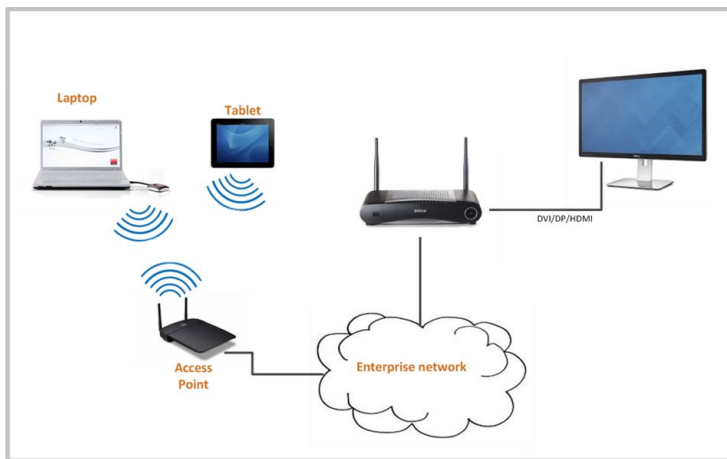 Laptop
Tablet
DVI/DP/HDMI
Access
Point
Enterprise network